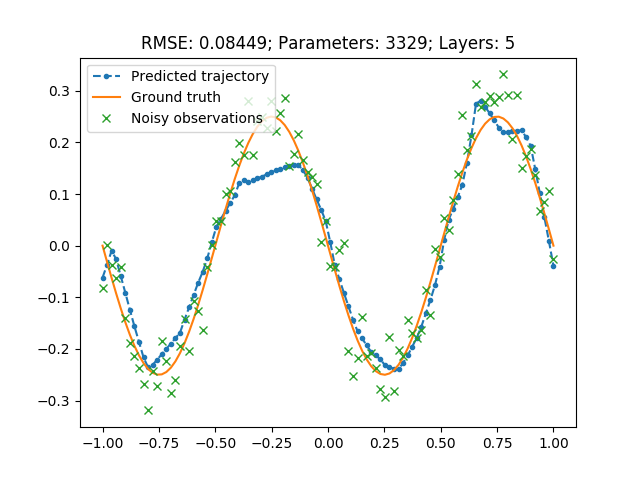 RMSE: 0.08449; Parameters: 3329; Layers: 5
Predicted trajectory
Ground truth
Noisy observations
0.3
0.2
0.1
0.0
−0.1
−0.2
−0.3
−1.00 −0.75 −0.50 −0.25 0.00 0.25 0.50 0.75 1.00